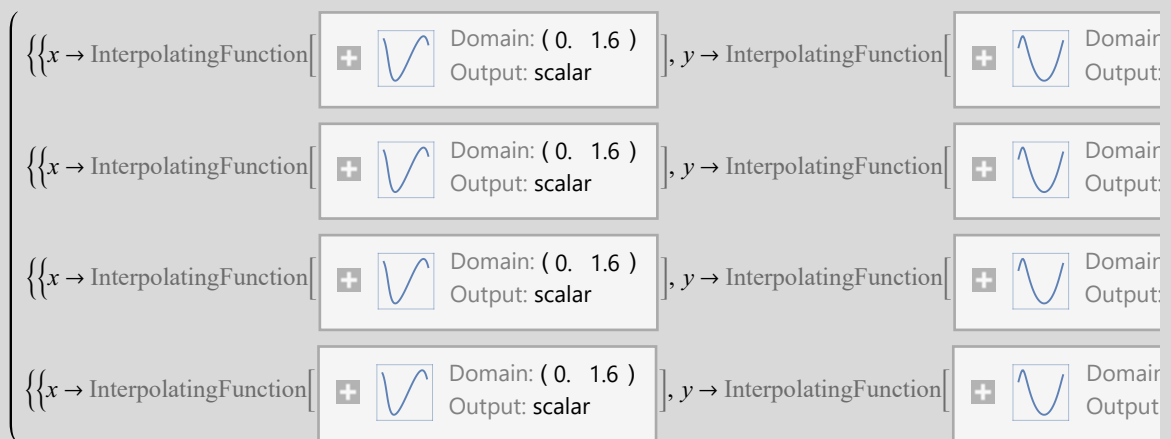 {{x → InterpolatingFunction[ Domain: ( 0. 1.6 ) Output: scalar ], y → InterpolatingFunction[ Domain Output:
{{x → InterpolatingFunction[ Domain: ( 0. 1.6 ) Output: scalar ], y → InterpolatingFunction[ Domain Output:
{{x → InterpolatingFunction[ Domain: ( 0. 1.6 ) Output: scalar ], y → InterpolatingFunction[ Domain Output:
{{x → InterpolatingFunction[ Domain: ( 0. 1.6 ) Output: scalar ], y → InterpolatingFunction[ Domain Output